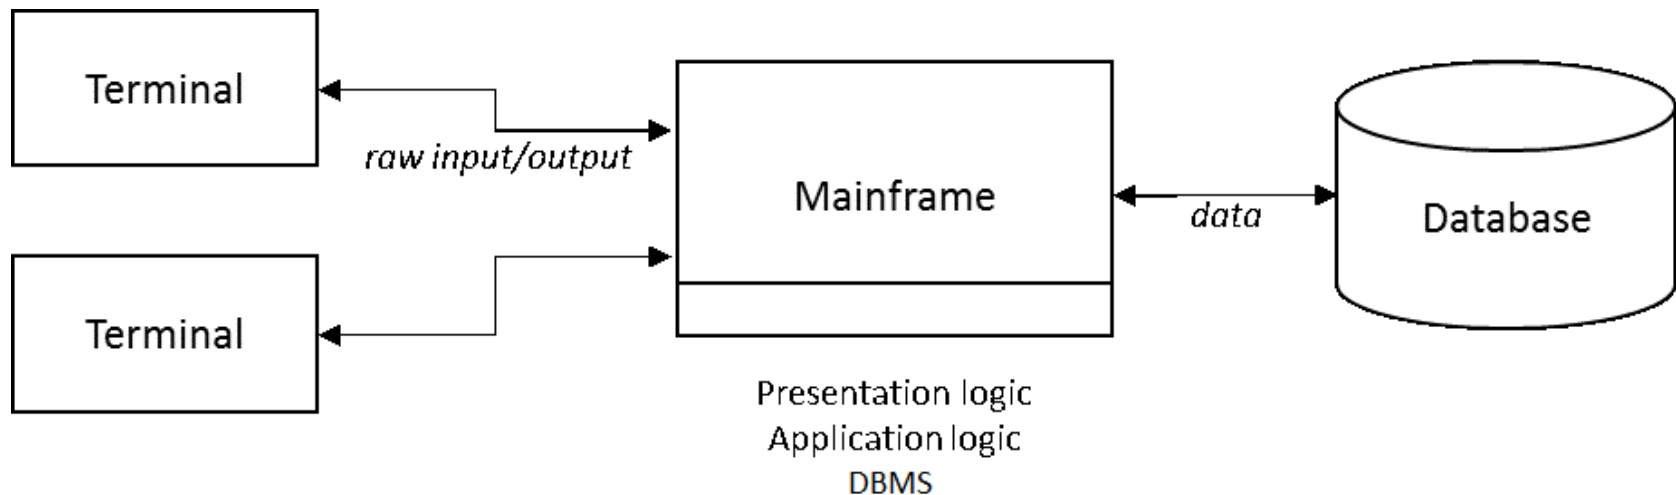 Terminal
raw input/output
Terminal
Mainframe
data
Database
Presentation logic
Application logic
DBMS